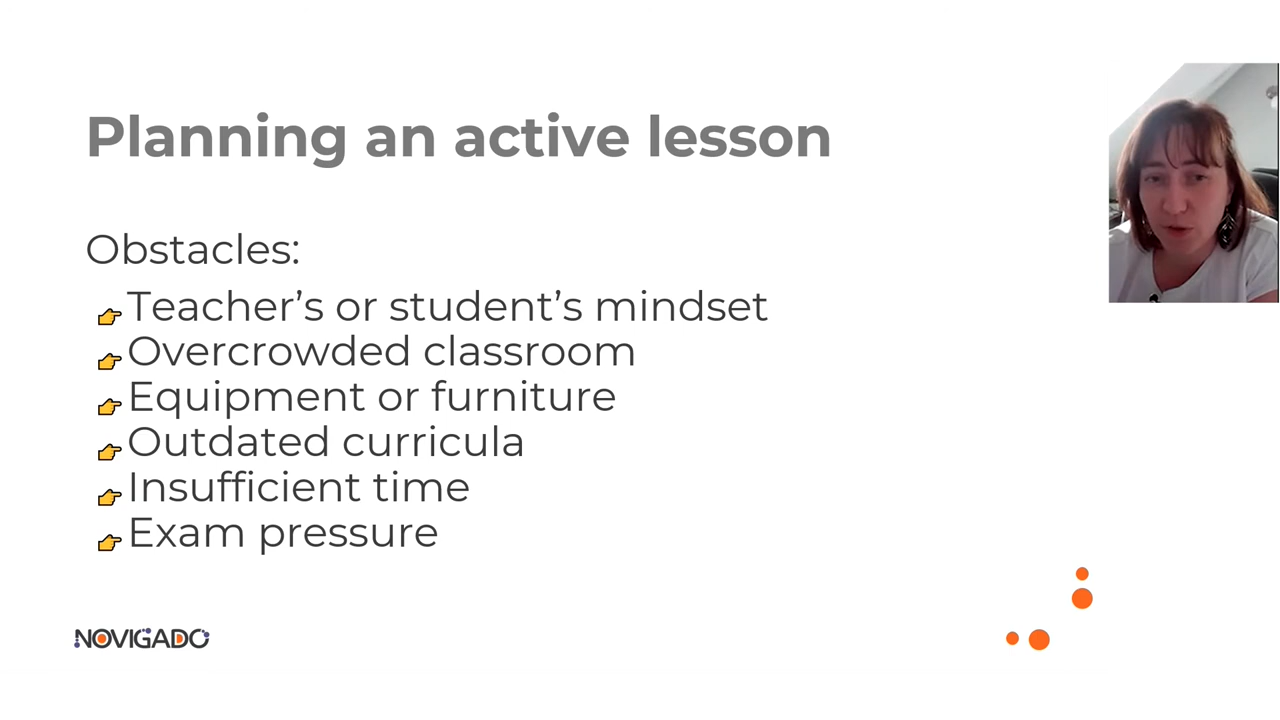 Planning an active lesson
Obstacles:
👉Teacher’s or student’s mindset
👉Overcrowded classroom
👉Equipment or furniture
👉Outdated curricula
👉Insufficient time
👉Exam pressure
NOVIGADO